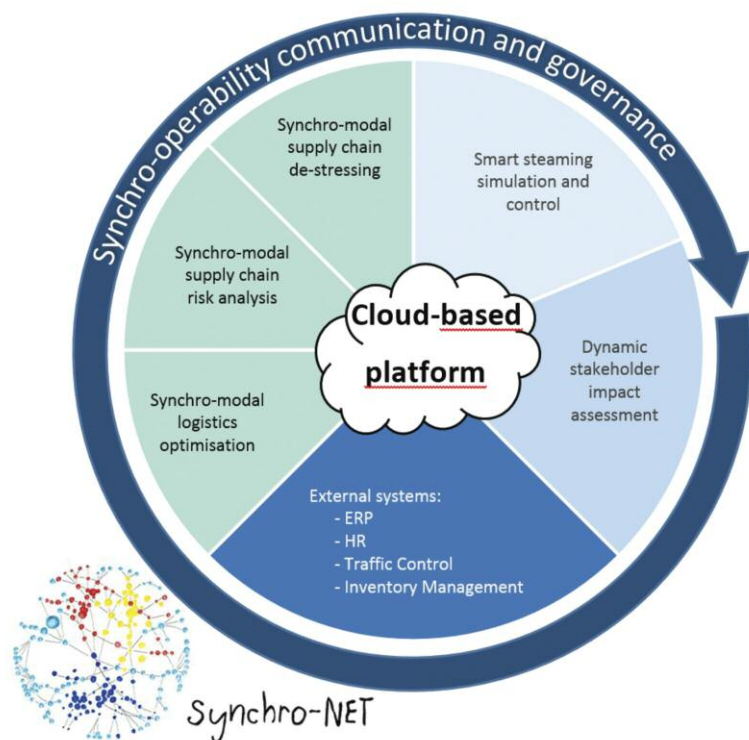 Synchro-operability communication and governance
Synchro-modal
supply chain
de-stressing
Smart steaming
simulation and
control
Synchro-modal
supply chain
risk analysis
Cloud-based
platform
Dynamic
stakeholder
impact
assessment
Synchro-modal
logistics
optimisation
External systems:
- ERP
- HR
- Traffic Control
- Inventory Management
Synchro-NET